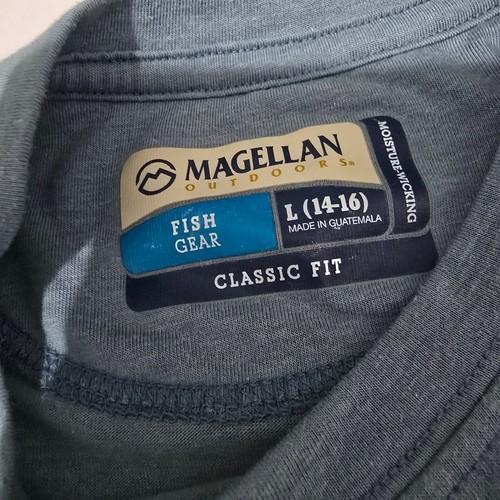 MAGELLAN
OUTDOORS®
FISH
GEAR
L (14-16)
MADE IN GUATEMALA
MOISTURE-WICKING
CLASSIC FIT